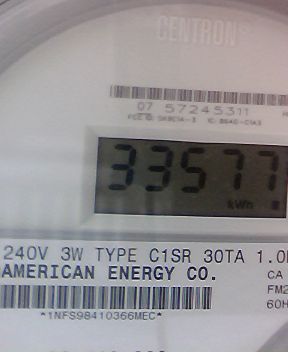 CENTRON
07 57245311
33577
kWh
240V 3W TYPE C1SR 30TA 1.0
AMERICAN ENERGY CO.
CA
FM2
60H
*1NFS98410366MEC*